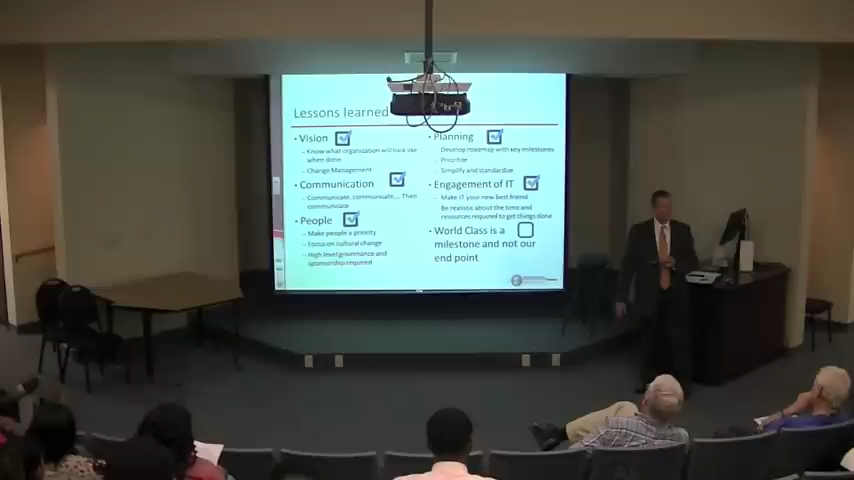 Lessons learned
• Vision
– Know what organization will look like
when done
– Change Management
• Communication
– Communicate, communicate.... Then
communicate
• People
– Make people a priority
– Focus on cultural change
– High level governance and
sponsorship required
• Planning
– Develop roadmap with key milestones
– Prioritize
– Simplify and standardize
• Engagement of IT
– Make IT your new best friend
– Be realistic about the time and
resources required to get things done
• World Class is a
milestone and not our
end point